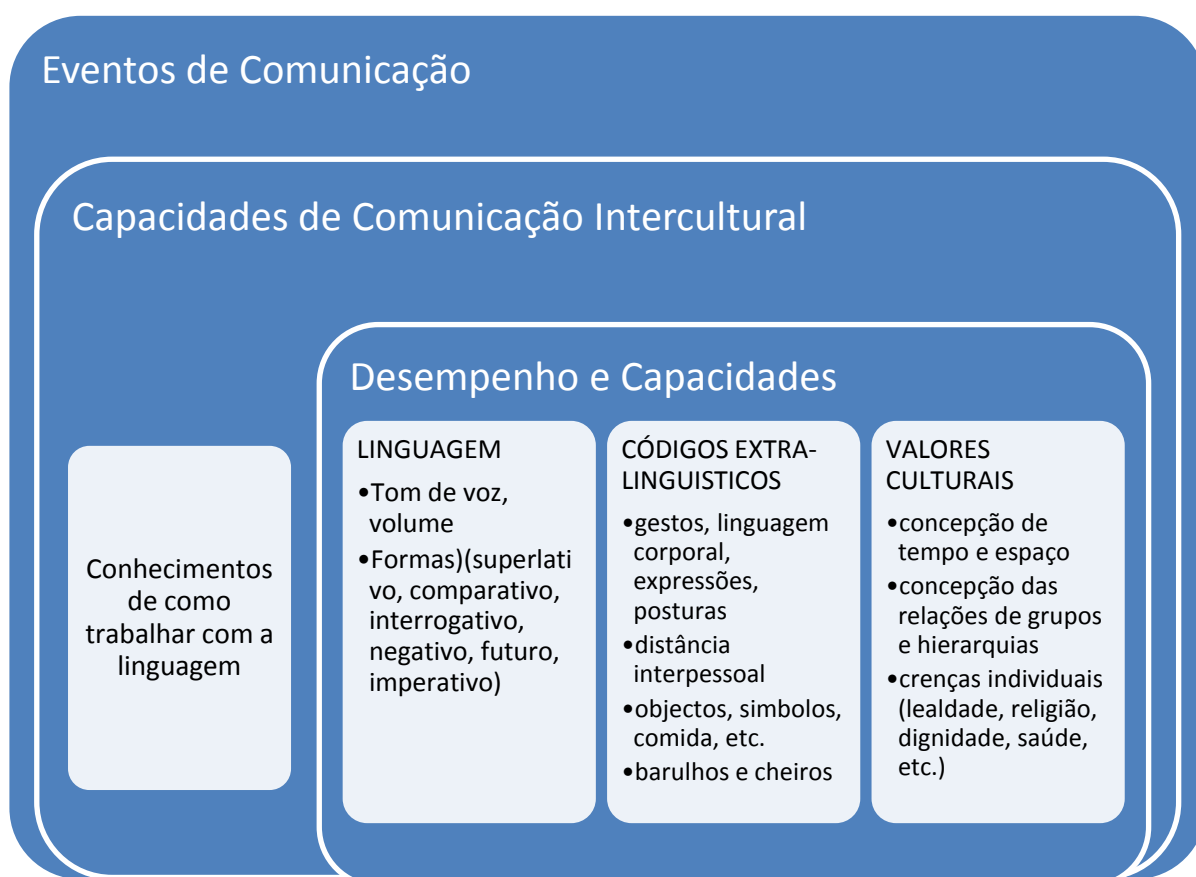 Eventos de Comunicação
Capacidades de Comunicação Intercultural
Desempenho e Capacidades
Conhecimentos
de como
trabalhar com a
linguagem
LINGUAGEM
•Tom de voz,
volume
•Formas)(superlati
vo, comparativo,
interrogativo,
negativo, futuro,
imperativo)
CÓDIGOS EXTRA-
LINGUISTICOS
•gestos, linguagem
corporal,
expressões,
posturas
•distância
interpessoal
•objectos, simbolos,
comida, etc.
•barulhos e cheiros
VALORES
CULTURAIS
•concepção de
tempo e espaço
•concepção das
relações de grupos
e hierarquias
•crenças individuais
(lealdade, religião,
dignidade, saúde,
etc.)